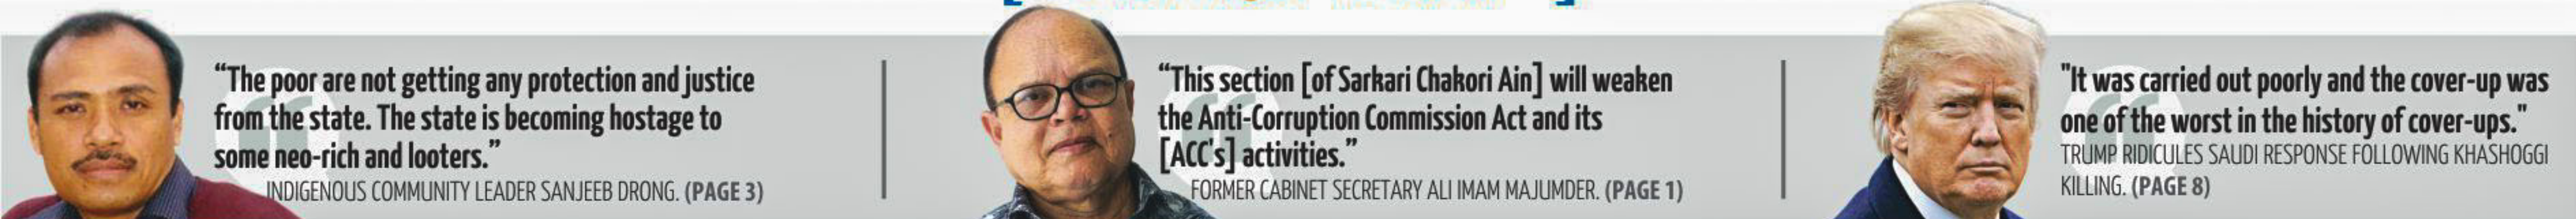 “The poor are not getting any protection and justice
from the state. The state is becoming hostage to
some neo-rich and looters.”
INDIGENOUS COMMUNITY LEADER SANJEEB DRONG. (PAGE 3)
“This section [of Sarkari Chakori Ain] will weaken
the Anti-Corruption Commission Act and its
[ACC's] activities.”
FORMER CABINET SECRETARY ALI IMAM MAJUMDER. (PAGE 1)
"It was carried out poorly and the cover-up was
one of the worst in the history of cover-ups."
TRUMP RIDICULES SAUDI RESPONSE FOLLOWING KHASHOGGI
KILLING. (PAGE 8)